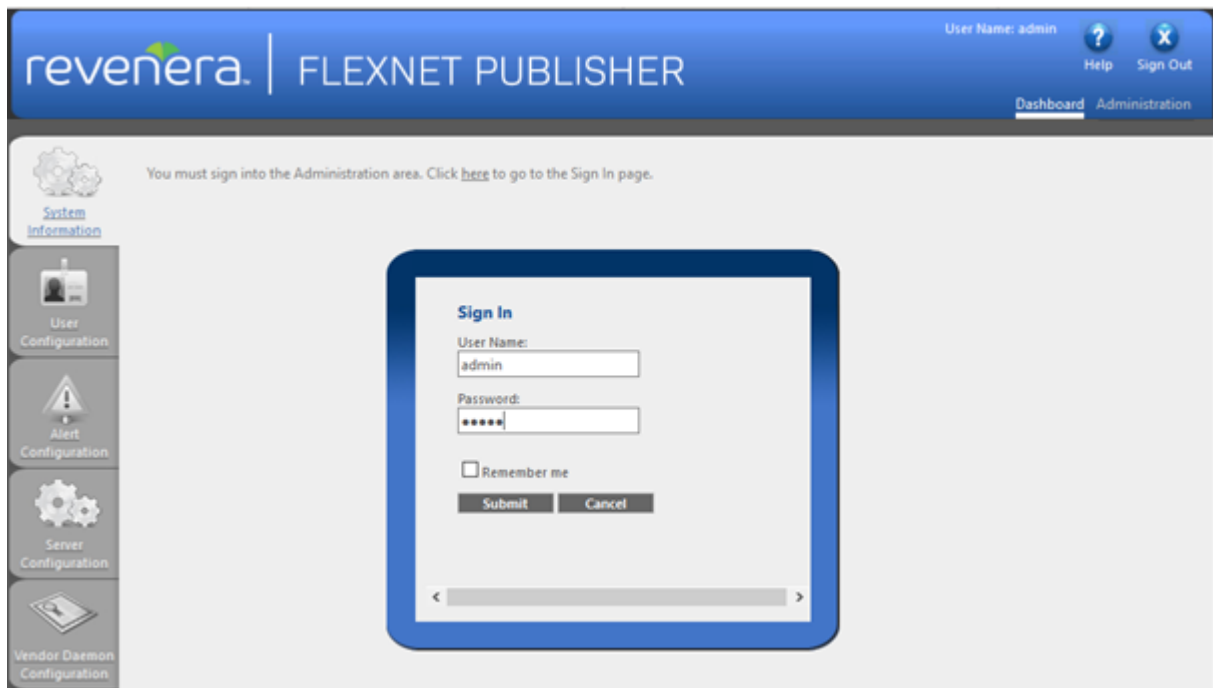 User Name: admin
Help
Sign Out
revenera. | FLEXNET PUBLISHER
Dashboard Administration
You must sign into the Administration area. Click here to go to the Sign In page.
System
Information
User
Configuration
Alert
Configuration
Server
Configuration
Vendor Daemon
Configuration
Sign In
User Name:
admin
Password:
•••••
Remember me
Submit
Cancel